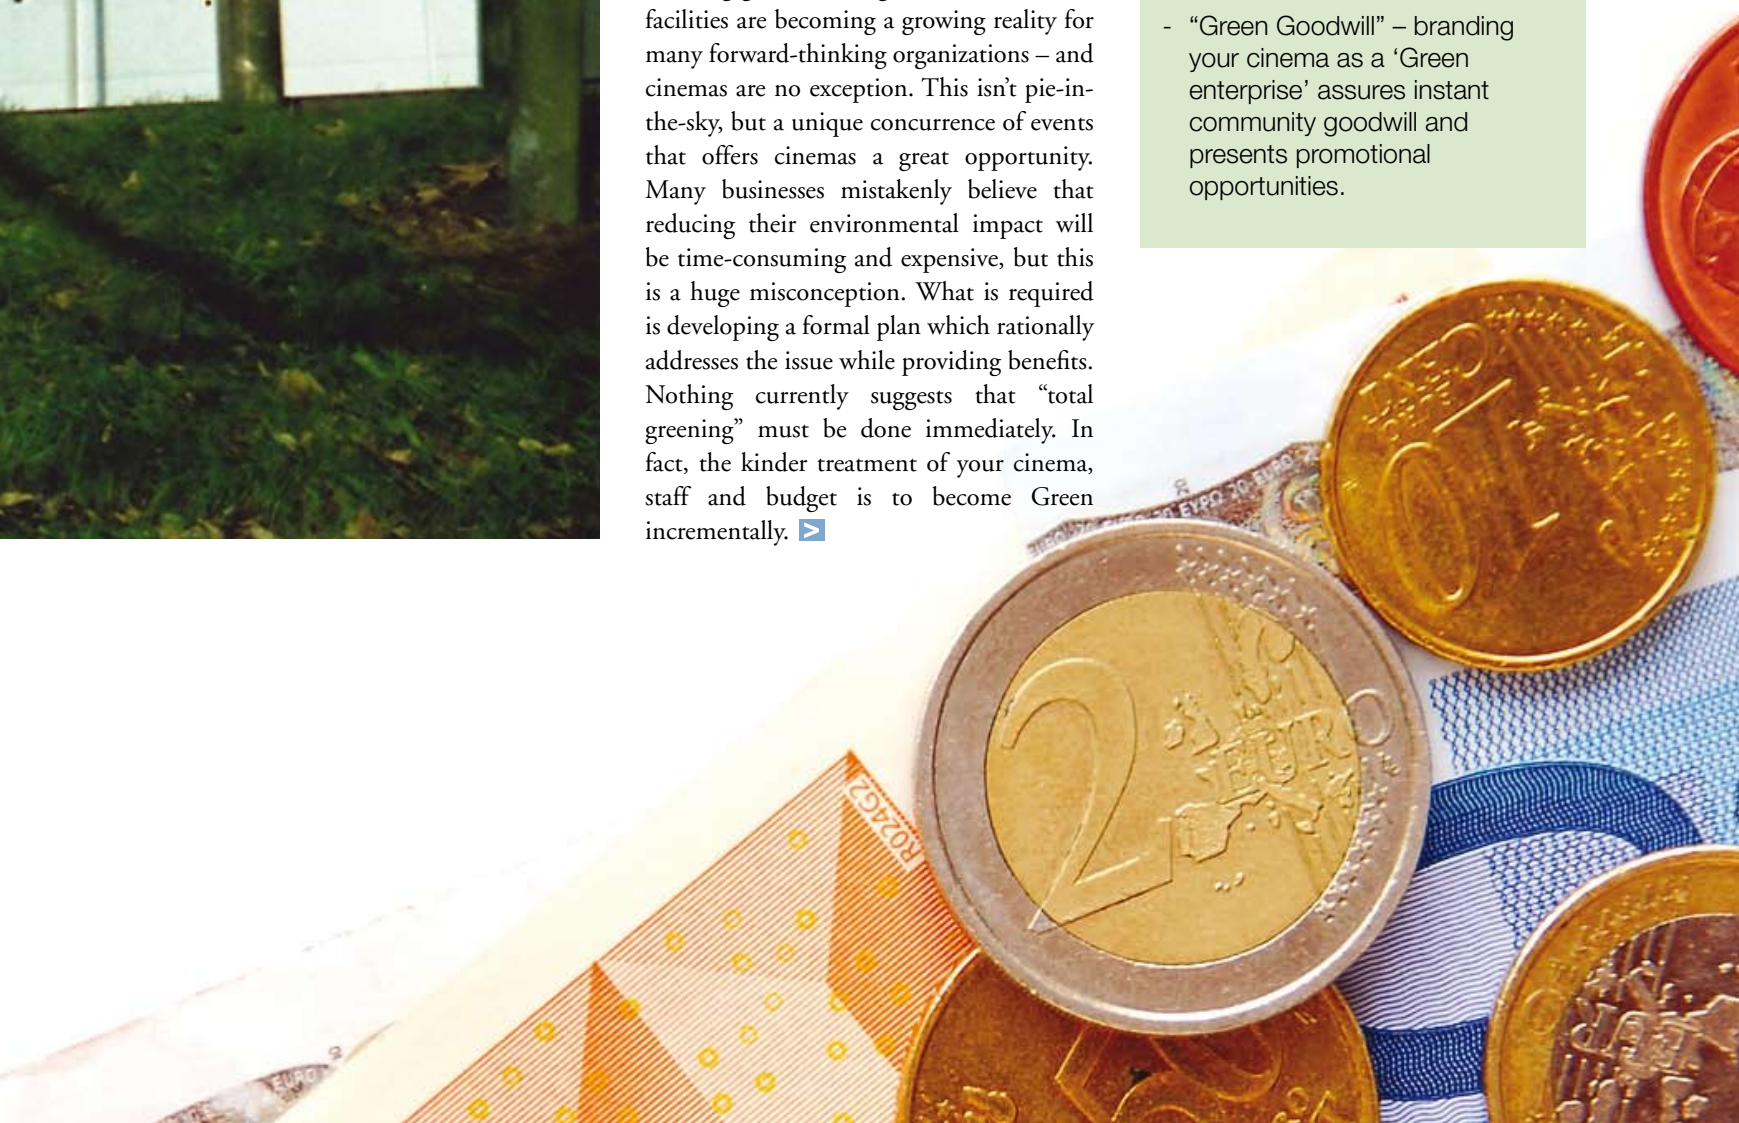 facilities are becoming a growing reality for
many forward-thinking organizations – and
cinemas are no exception. This isn’t pie-in-
the-sky, but a unique concurrence of events
that offers cinemas a great opportunity.
Many businesses mistakenly believe that
reducing their environmental impact will
be time-consuming and expensive, but this
is a huge misconception. What is required
is developing a formal plan which rationally
addresses the issue while providing benefits.
Nothing currently suggests that “total
greening” must be done immediately. In
fact, the kinder treatment of your cinema,
staff and budget is to become Green
incrementally. >
- “Green Goodwill” – branding
your cinema as a ‘Green
enterprise’ assures instant
community goodwill and
presents promotional
opportunities.
10
2 EURO
R024G2
EURO